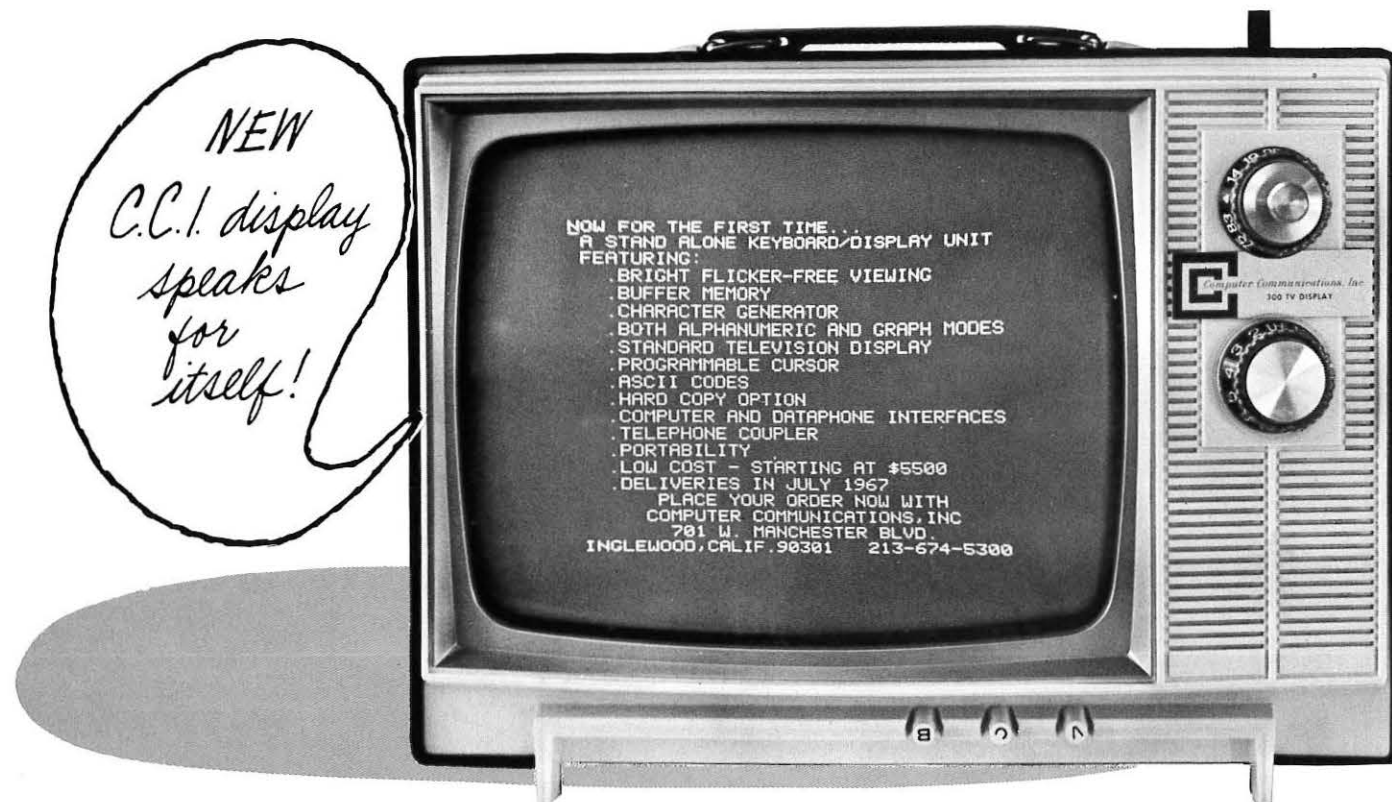 NEW
C.C.I. display
speaks
for
itself!
NOW FOR THE FIRST TIME...
A STAND ALONE KEYBOARD/DISPLAY UNIT
FEATURING:
.BRIGHT FLICKER-FREE VIEWING
.BUFFER MEMORY
.CHARACTER GENERATOR
.BOTH ALPHANUMERIC AND GRAPH MODES
.STANDARD TELEVISION DISPLAY
.PROGRAMMABLE CURSOR
.ASCII CODES
.HARD COPY OPTION
.COMPUTER AND DATAPHONE INTERFACES
.TELEPHONE COUPLER
.PORTABILITY
.LOW COST - STARTING AT $5500
.DELIVERIES IN JULY 1967
PLACE YOUR ORDER NOW WITH
COMPUTER COMMUNICATIONS,INC
701 W. MANCHESTER BLVD.
INGLEWOOD,CALIF.90301 213-674-5300
Computer Communications, Inc
300 TV DISPLAY
B C V